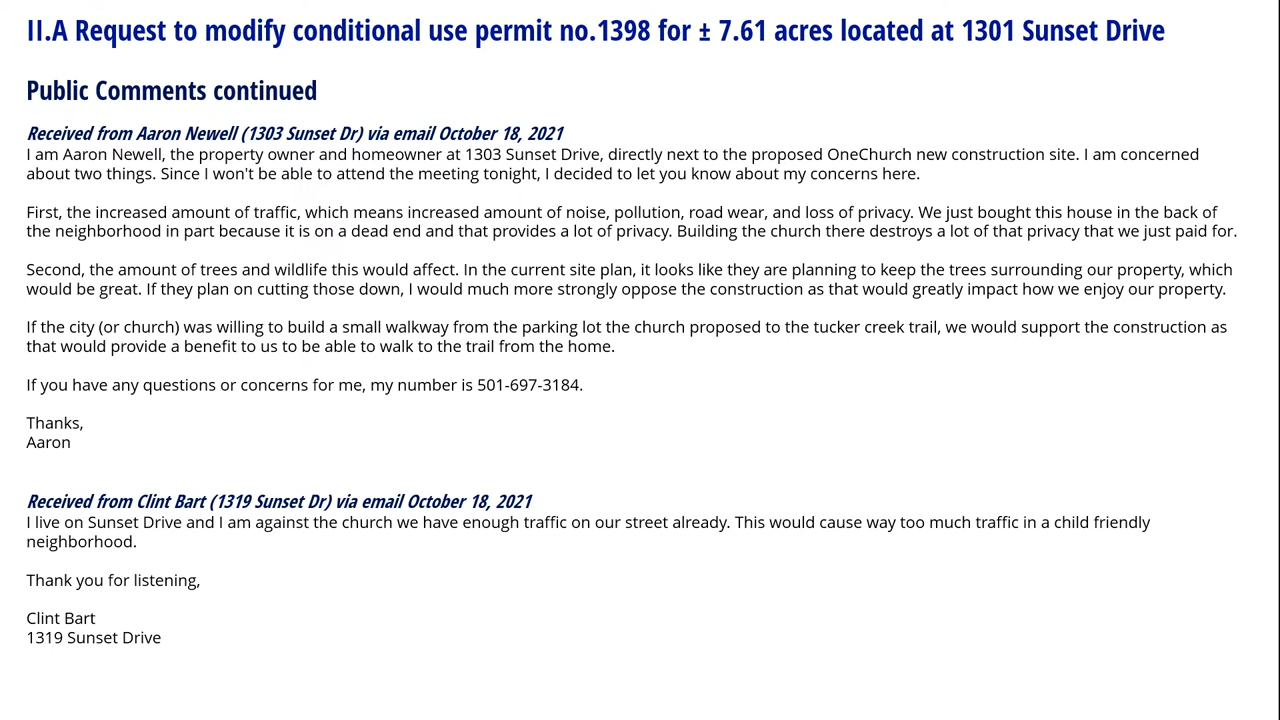 II.A Request to modify conditional use permit no.1398 for ± 7.61 acres located at 1301 Sunset Drive
Public Comments continued
Received from Aaron Newell (1303 Sunset Dr) via email October 18, 2021
I am Aaron Newell, the property owner and homeowner at 1303 Sunset Drive, directly next to the proposed OneChurch new construction site. I am concerned
about two things. Since I won't be able to attend the meeting tonight, I decided to let you know about my concerns here.
First, the increased amount of traffic, which means increased amount of noise, pollution, road wear, and loss of privacy. We just bought this house in the back of
the neighborhood in part because it is on a dead end and that provides a lot of privacy. Building the church there destroys a lot of that privacy that we just paid for.
Second, the amount of trees and wildlife this would affect. In the current site plan, it looks like they are planning to keep the trees surrounding our property, which
would be great. If they plan on cutting those down, I would much more strongly oppose the construction as that would greatly impact how we enjoy our property.
If the city (or church) was willing to build a small walkway from the parking lot the church proposed to the tucker creek trail, we would support the construction as
that would provide a benefit to us to be able to walk to the trail from the home.
If you have any questions or concerns for me, my number is 501-697-3184.
Thanks,
Aaron
Received from Clint Bart (1319 Sunset Dr) via email October 18, 2021
I live on Sunset Drive and I am against the church we have enough traffic on our street already. This would cause way too much traffic in a child friendly
neighborhood.
Thank you for listening,
Clint Bart
1319 Sunset Drive